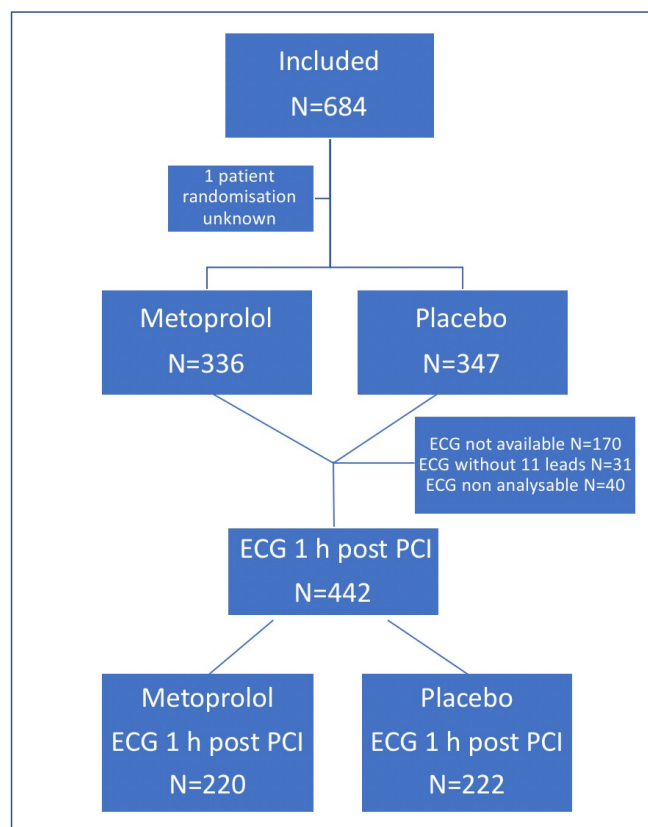 Included
N=684
1 patient
randomisation
unknown
Metoprolol
N=336
Placebo
N=347
ECG not available N=170
ECG without 11 leads N=31
ECG non analysable N=40
ECG 1 h post PCI
N=442
Metoprolol
ECG 1 h post PCI
N=220
Placebo
ECG 1 h post PCI
N=222